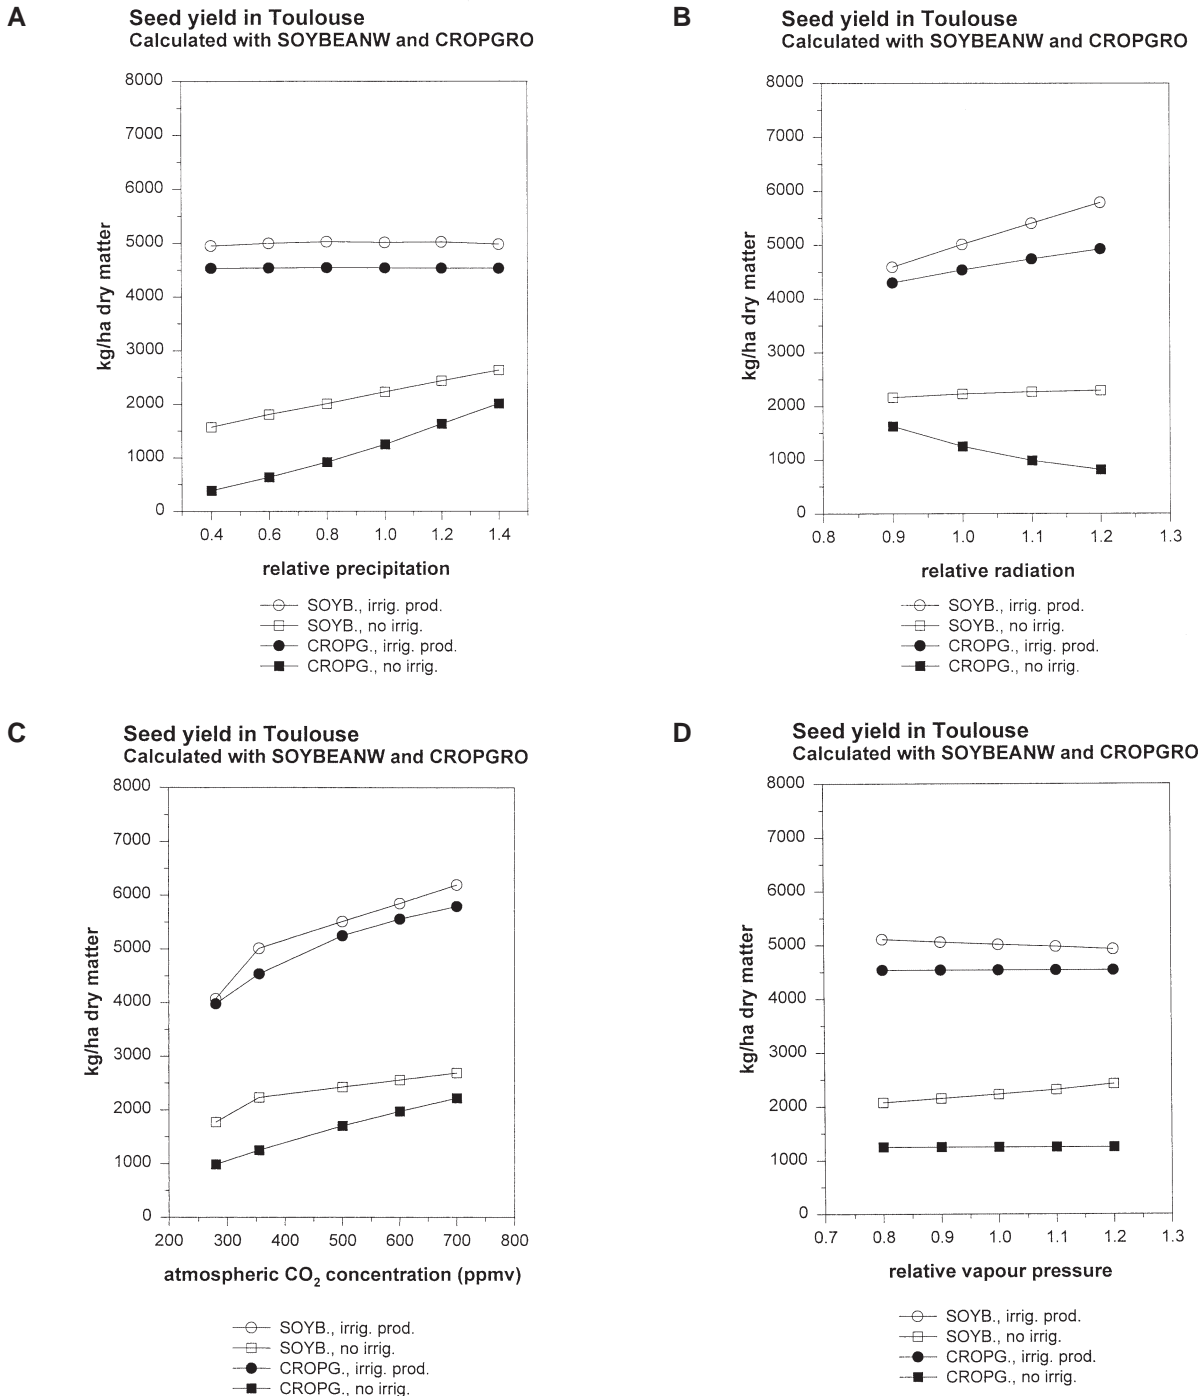 A
Seed yield in Toulouse
Calculated with SOYBEANW and CROPGRO
8000
7000
6000
5000
4000
3000
2000
1000
0
kg/ha dry matter
0.4 0.6 0.8 1.0 1.2 1.4
relative precipitation
SOYB., irrig. prod.
SOYB., no irrig.
CROPG., irrig. prod.
CROPG., no irrig.
B
Seed yield in Toulouse
Calculated with SOYBEANW and CROPGRO
8000
7000
6000
5000
4000
3000
2000
1000
0
kg/ha dry matter
0.8 0.9 1.0 1.1 1.2 1.3
relative radiation
SOYB., irrig. prod.
SOYB., no irrig.
CROPG., irrig. prod.
CROPG., no irrig.
C
Seed yield in Toulouse
Calculated with SOYBEANW and CROPGRO
8000
7000
6000
5000
4000
3000
2000
1000
0
kg/ha dry matter
200 300 400 500 600 700 800
atmospheric CO₂ concentration (ppmv)
SOYB., irrig. prod.
SOYB., no irrig.
CROPG., irrig. prod.
CROPG., no irrig.
D
Seed yield in Toulouse
Calculated with SOYBEANW and CROPGRO
8000
7000
6000
5000
4000
3000
2000
1000
0
kg/ha dry matter
0.7 0.8 0.9 1.0 1.1 1.2 1.3
relative vapour pressure
SOYB., irrig. prod.
SOYB., no irrig.
CROPG., irrig. prod.
CROPG., no irrig.